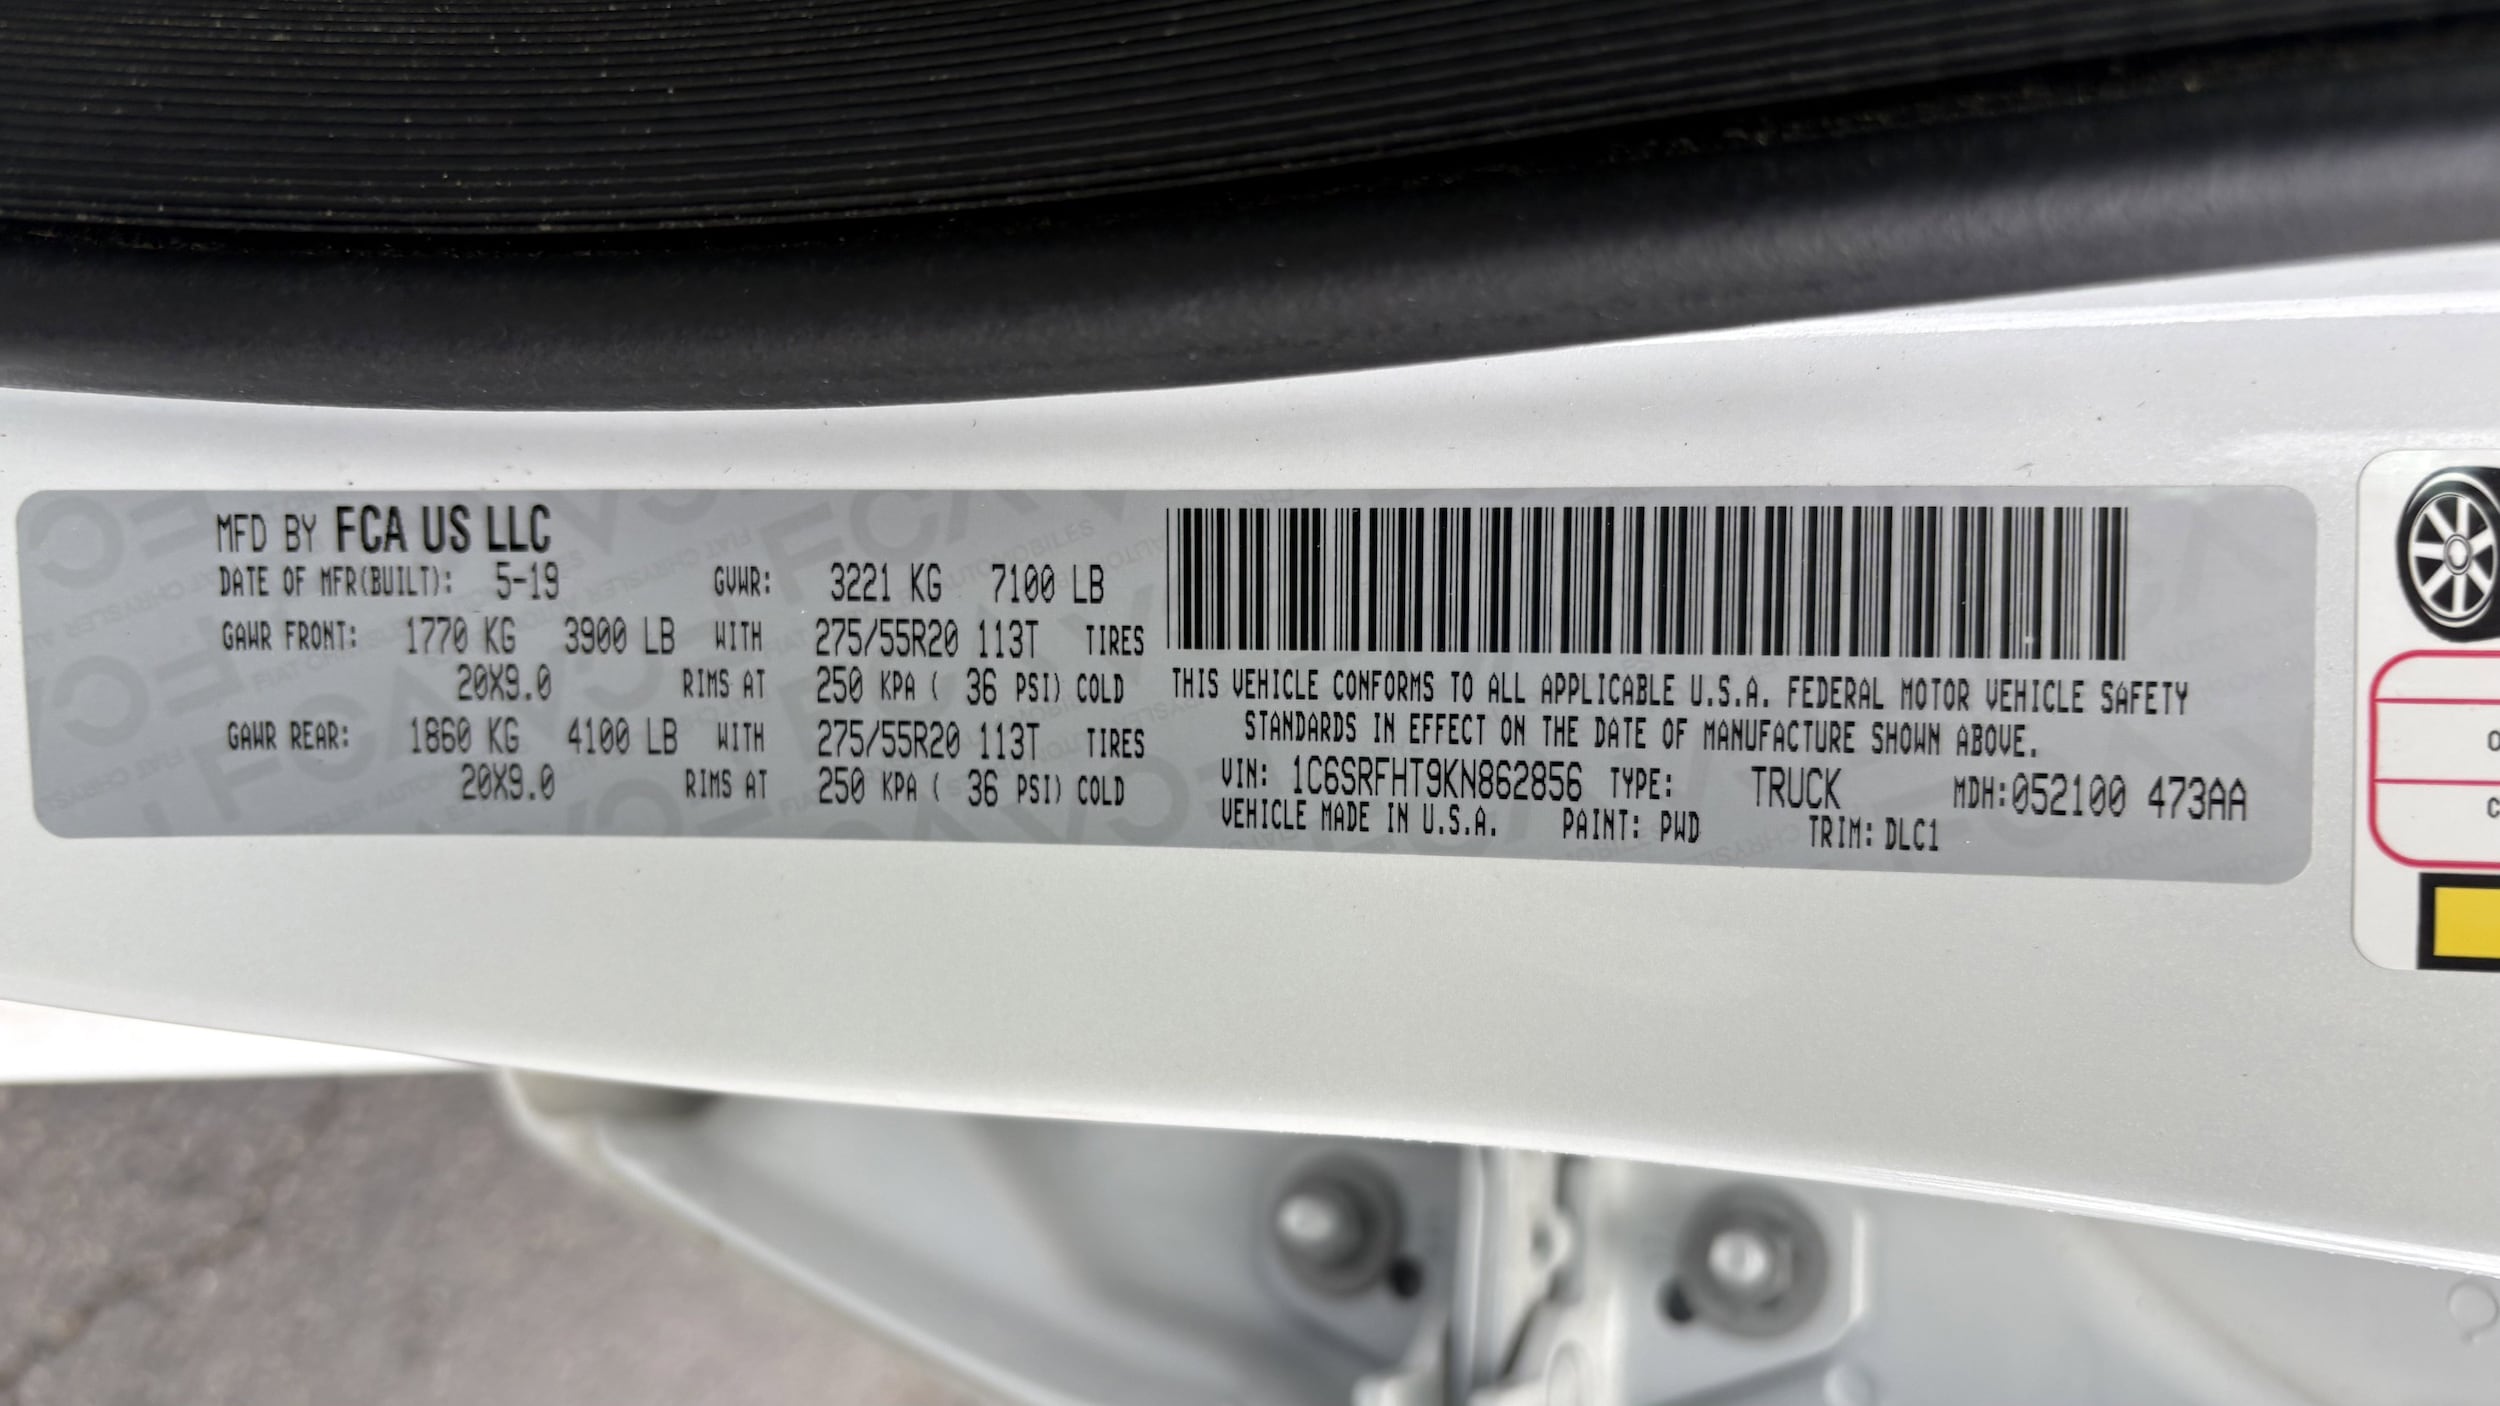 MFD BY FCA US LLC
DATE OF MFR(BUILT): 5-19 GVWR: 3221 KG 7100 LB
GAWR FRONT: 1770 KG 3900 LB WITH 275/55R20 113T TIRES
20X9.0 RIMS AT 250 KPA ( 36 PSI) COLD
GAWR REAR: 1860 KG 4100 LB WITH 275/55R20 113T TIRES
20X9.0 RIMS AT 250 KPA ( 36 PSI) COLD
THIS VEHICLE CONFORMS TO ALL APPLICABLE U.S.A. FEDERAL MOTOR VEHICLE SAFETY
STANDARDS IN EFFECT ON THE DATE OF MANUFACTURE SHOWN ABOVE.
VIN: 1C6SRFHT9KN862856 TYPE: TRUCK MDH:052100 473AA
VEHICLE MADE IN U.S.A. PAINT: PWD TRIM: DLC1